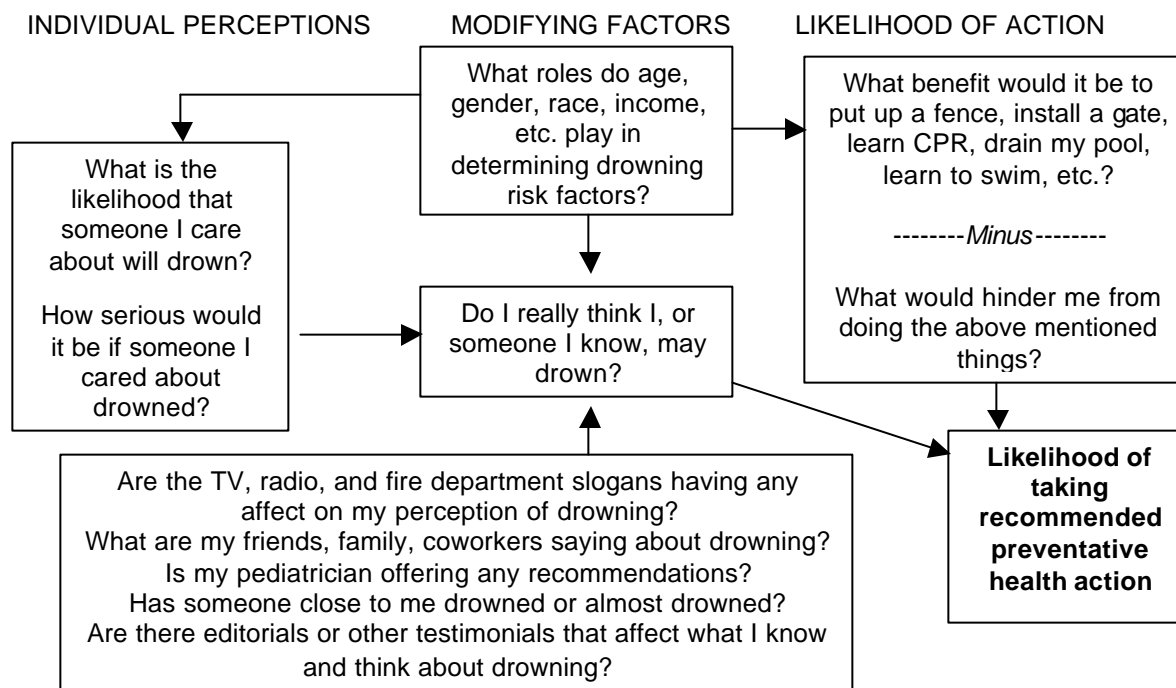 INDIVIDUAL PERCEPTIONS
MODIFYING FACTORS
LIKELIHOOD OF ACTION
What roles do age,
gender, race, income,
etc. play in
determining drowning
risk factors?
What benefit would it be to
put up a fence, install a gate,
learn CPR, drain my pool,
learn to swim, etc.?
--------Minus--------
What would hinder me from
doing the above mentioned
things?
What is the
likelihood that
someone I care
about will drown?
How serious would
it be if someone I
cared about
drowned?
Do I really think I, or
someone I know, may
drown?
Are the TV, radio, and fire department slogans having any
affect on my perception of drowning?
What are my friends, family, coworkers saying about drowning?
Is my pediatrician offering any recommendations?
Has someone close to me drowned or almost drowned?
Are there editorials or other testimonials that affect what I know
and think about drowning?
Likelihood of
taking
recommended
preventative
health action